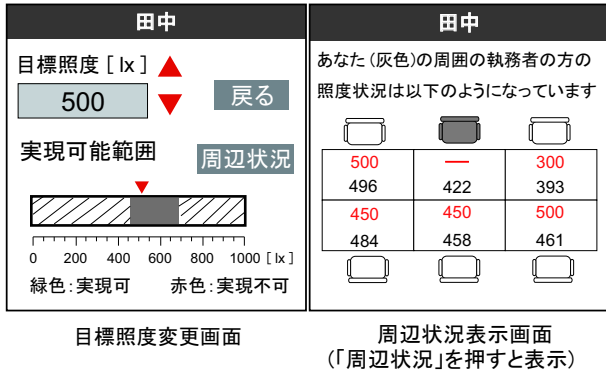 田中
目標照度 [ lx ]
500
戻る
実現可能範囲
周辺状況
0 200 400 600 800 1000 [ lx ]
緑色:実現可 赤色:実現不可
目標照度変更画面
田中
あなた (灰色)の周囲の執務者の方の
照度状況は以下のようになっています
500 — 300
496 422 393
450 450 500
484 458 461
周辺状況表示画面
(「周辺状況」を押すと表示)